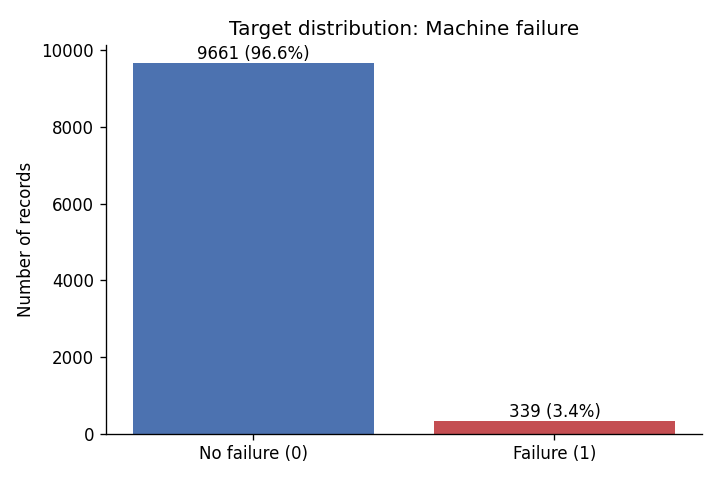 Target distribution: Machine failure
10000
9661 (96.6%)
8000
6000
4000
2000
0
Number of records
339 (3.4%)
No failure (0)
Failure (1)